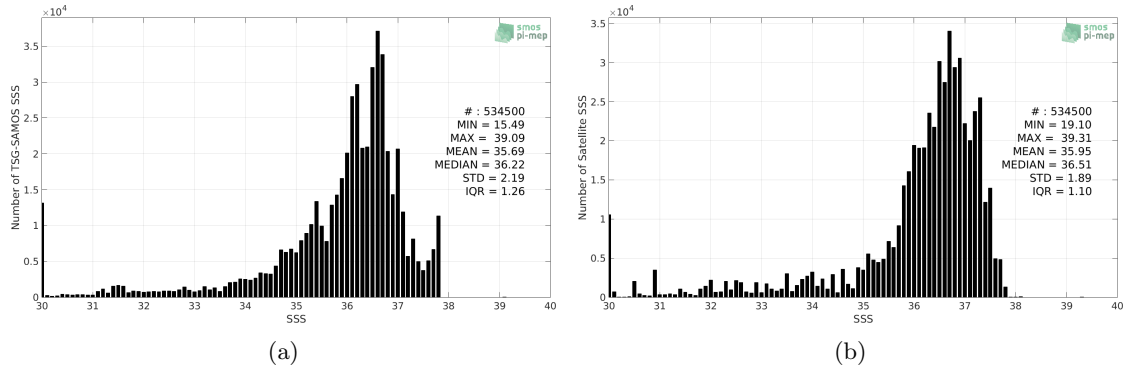 ×10⁴
3.5
3
2.5
2
1.5
1
0.5
0
30 31 32 33 34 35 36 37 38 39 40
SSS
Number of TSG-SAMOS SSS
smos
pi-mep
# : 534500
MIN = 15.49
MAX = 39.09
MEAN = 35.69
MEDIAN = 36.22
STD = 2.19
IQR = 1.26
(a)
×10⁴
3.5
3
2.5
2
1.5
1
0.5
0
30 31 32 33 34 35 36 37 38 39 40
SSS
Number of Satellite SSS
smos
pi-mep
# : 534500
MIN = 19.10
MAX = 39.31
MEAN = 35.95
MEDIAN = 36.51
STD = 1.89
IQR = 1.10
(b)